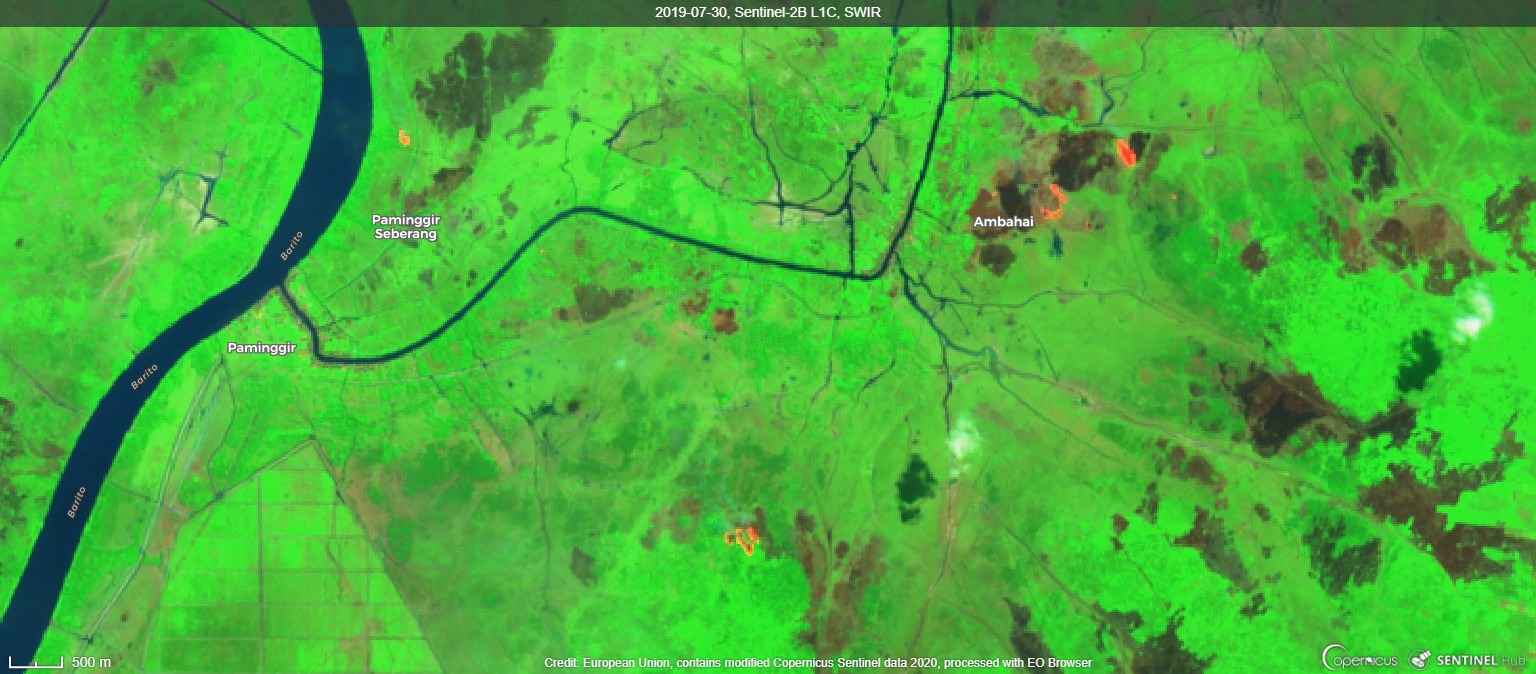 2019-07-30, Sentinel-2B L1C, SWIR
Paminggir
Seberang
Ambahai
Barito
Paminggir
Barito
Barito
500 m
Credit: European Union, contains modified Copernicus Sentinel data 2020, processed with EO Browser
opernicus
SENTINEL Hub